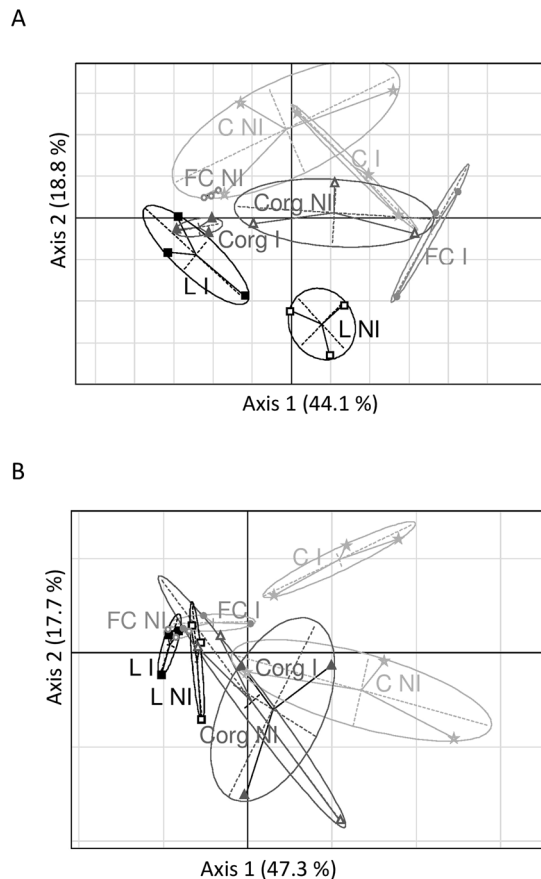 A
C NI
C I
FC NI
Corg NI
Corg I
FC I
L I
L NI
Axis 2 (18.8 %)
Axis 1 (44.1 %)
B
C I
FC NI
FC I
L I
Corg I
L NI
C NI
Corg NI
Axis 2 (17.7 %)
Axis 1 (47.3 %)